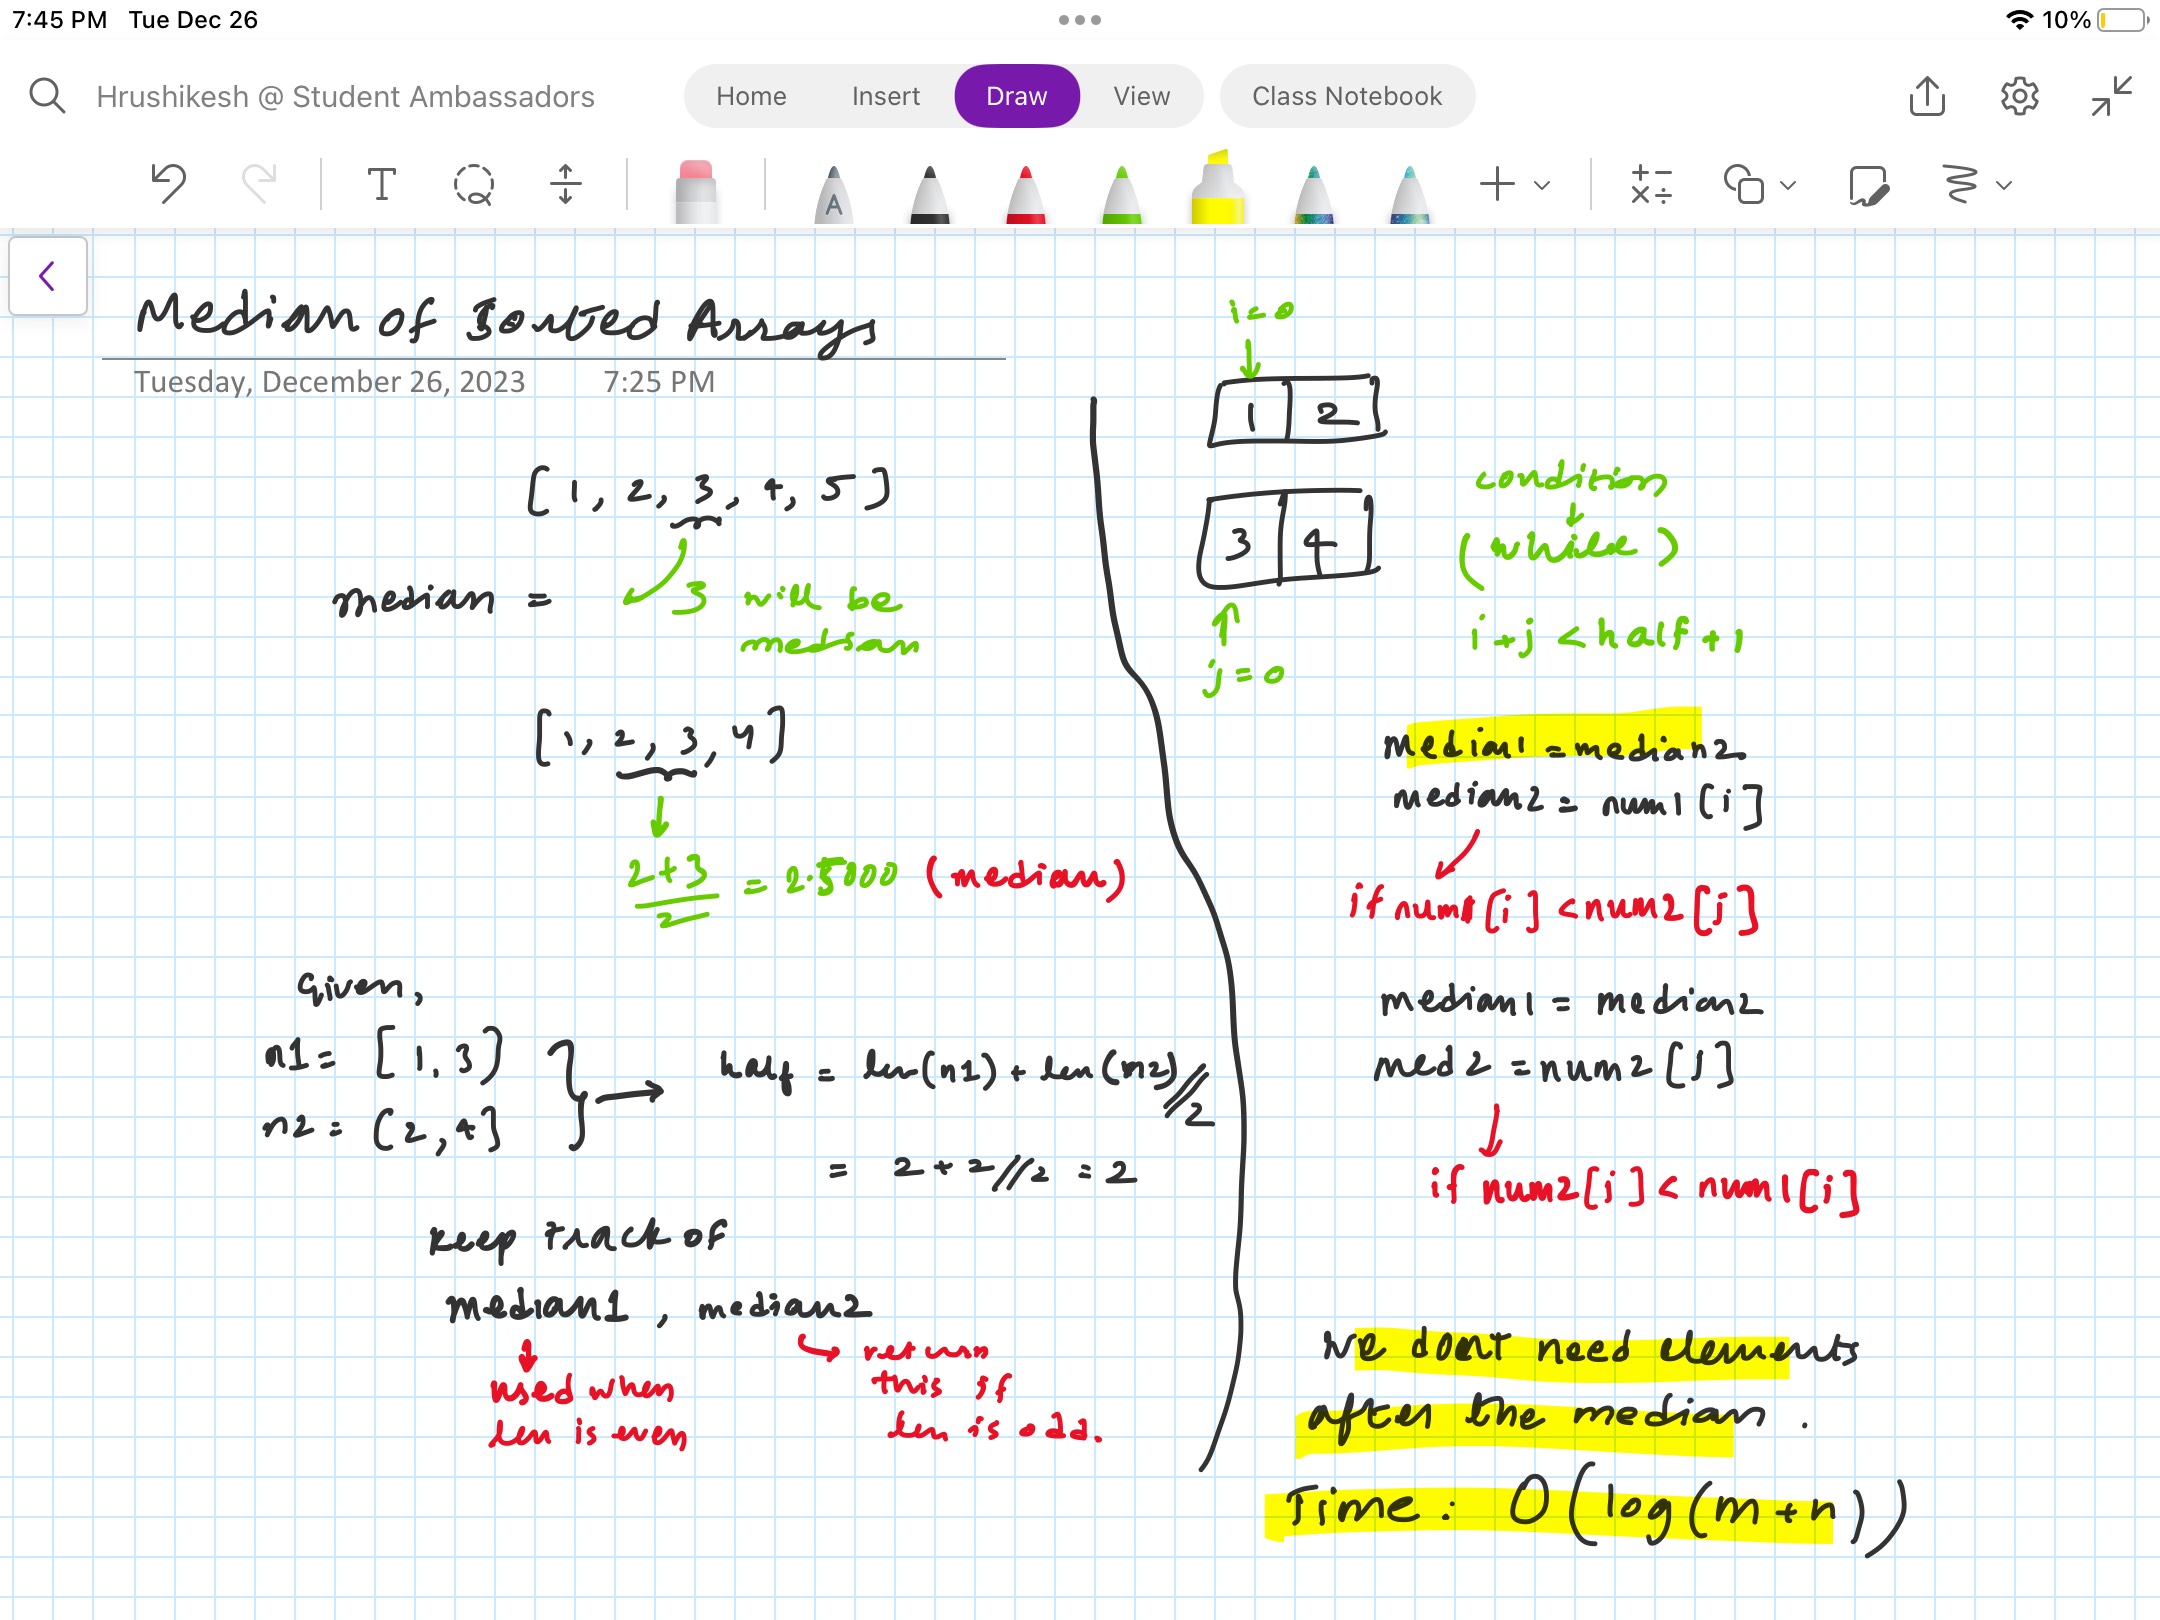 7:45 PM Tue Dec 26
10%
Hrushikesh @ Student Ambassadors
Home Insert Draw View Class Notebook
Median of Sorted Arrays
Tuesday, December 26, 2023 7:25 PM
[1, 2, 3, 4, 5]
median = 3 will be
median
[1, 2, 3, 4]
2+3
2
= 2.5000 (median)
Given,
n1 = [1, 3]
n2 = [2, 4]
half = len(n1) + len(n2)//2
= 2 + 2//2 = 2
keep track of
median1, median2
used when
len is even
return
this if
len is odd.
i=0
1 2
3 4
j=0
condition
(while)
i+j < half + 1
median1 = median2
median2 = num1[i]
if num1[i] < num2[j]
median1 = median2
med2 = num2[j]
if num2[i] < num1[i]
we dont need elements
after the median.
Time: O(log(m+n))